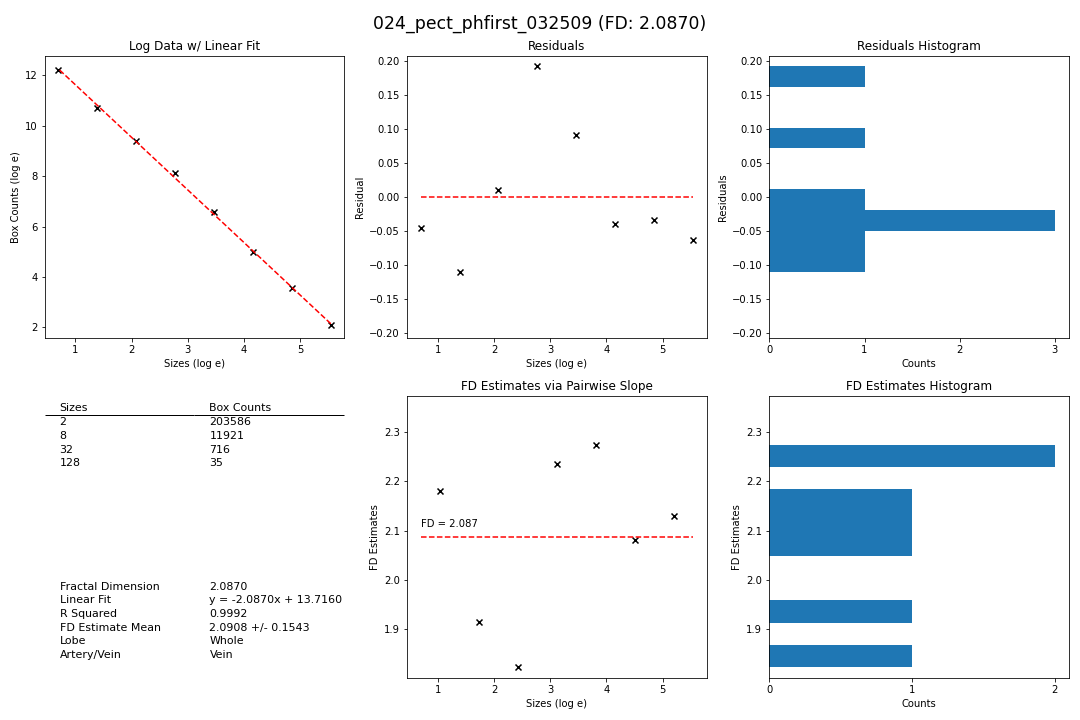 024_pect_phfirst_032509 (FD: 2.0870)
Log Data w/ Linear Fit
12
10
8
6
4
2
Box Counts (log e)
1 2 3 4 5
Sizes (log e)
Residuals
0.20
0.15
0.10
0.05
0.00
−0.05
−0.10
−0.15
−0.20
Residual
1 2 3 4 5
Sizes (log e)
Residuals Histogram
0.20
0.15
0.10
0.05
0.00
−0.05
−0.10
−0.15
−0.20
Residuals
0 1 2 3
Counts
Sizes Box Counts
2 203586
8 11921
32 716
128 35
Fractal Dimension 2.0870
Linear Fit y = -2.0870x + 13.7160
R Squared 0.9992
FD Estimate Mean 2.0908 +/- 0.1543
Lobe Whole
Artery/Vein Vein
FD Estimates via Pairwise Slope
2.3
2.2
2.1
2.0
1.9
FD Estimates
FD = 2.087
1 2 3 4 5
Sizes (log e)
FD Estimates Histogram
2.3
2.2
2.1
2.0
1.9
FD Estimates
0 1 2
Counts